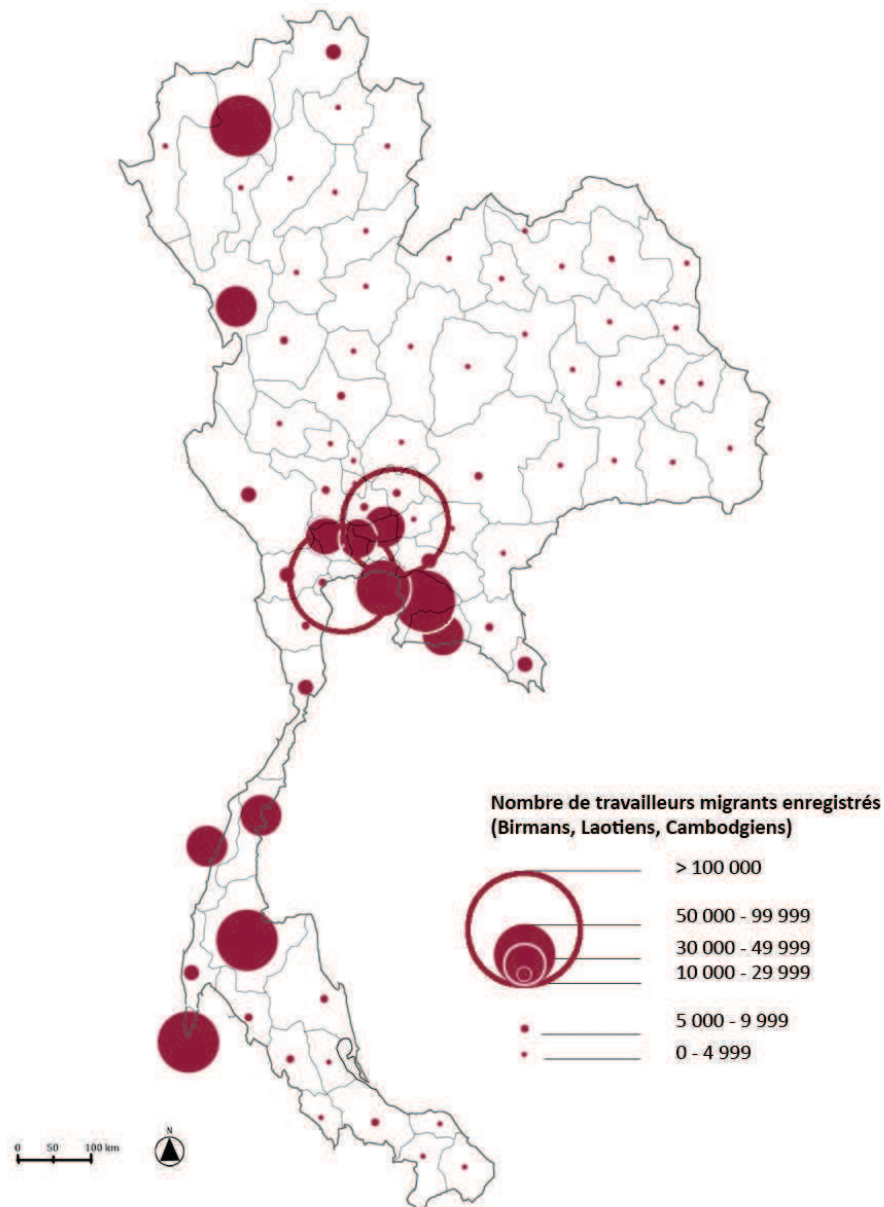 Nombre de travailleurs migrants enregistrés
(Birmans, Laotiens, Cambodgiens)
> 100 000
50 000 - 99 999
30 000 - 49 999
10 000 - 29 999
5 000 - 9 999
0 - 4 999
N
0 50 100 km